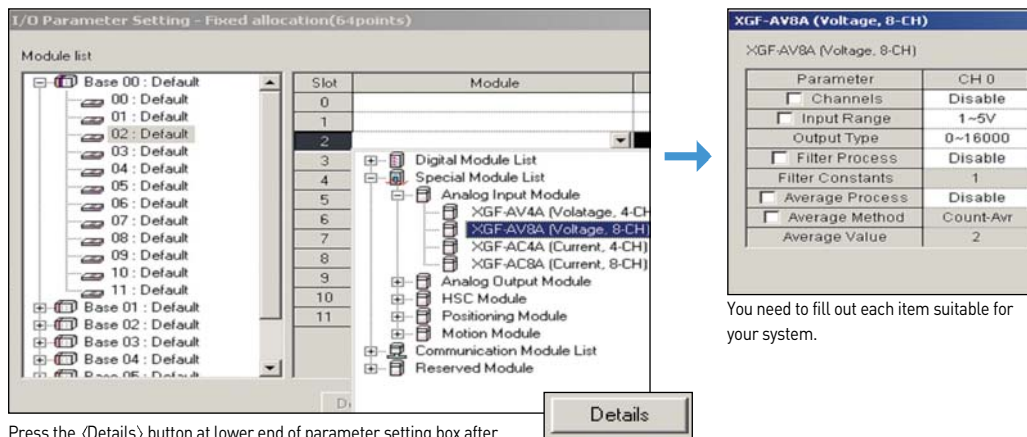 I/O Parameter Setting - Fixed allocation(64points)
Module list
Base 00 : Default
00 : Default
01 : Default
02 : Default
03 : Default
04 : Default
05 : Default
06 : Default
07 : Default
08 : Default
09 : Default
10 : Default
11 : Default
Base 01 : Default
Base 02 : Default
Base 03 : Default
Base 04 : Default
Base 05 : Default
Slot Module
0
1
2
3
4
5
6
7
8
9
10
11
Digital Module List
Special Module List
Analog Input Module
XGF-AV4A (Volatage, 4-CH
XGF-AV8A (Voltage, 8-CH)
XGF-AC4A (Current, 4-CH)
XGF-AC8A (Current, 8-CH)
Analog Output Module
HSC Module
Positioning Module
Motion Module
Communication Module List
Reserved Module
Details
Press the 〈Details〉 button at lower end of parameter setting box after
XGF-AV8A (Voltage, 8-CH)
XGF-AV8A (Voltage, 8-CH)
Parameter CH 0
Channels Disable
Input Range 1~5V
Output Type 0~16000
Filter Process Disable
Filter Constants 1
Average Process Disable
Average Method Count-Avr
Average Value 2
You need to fill out each item suitable for
your system.